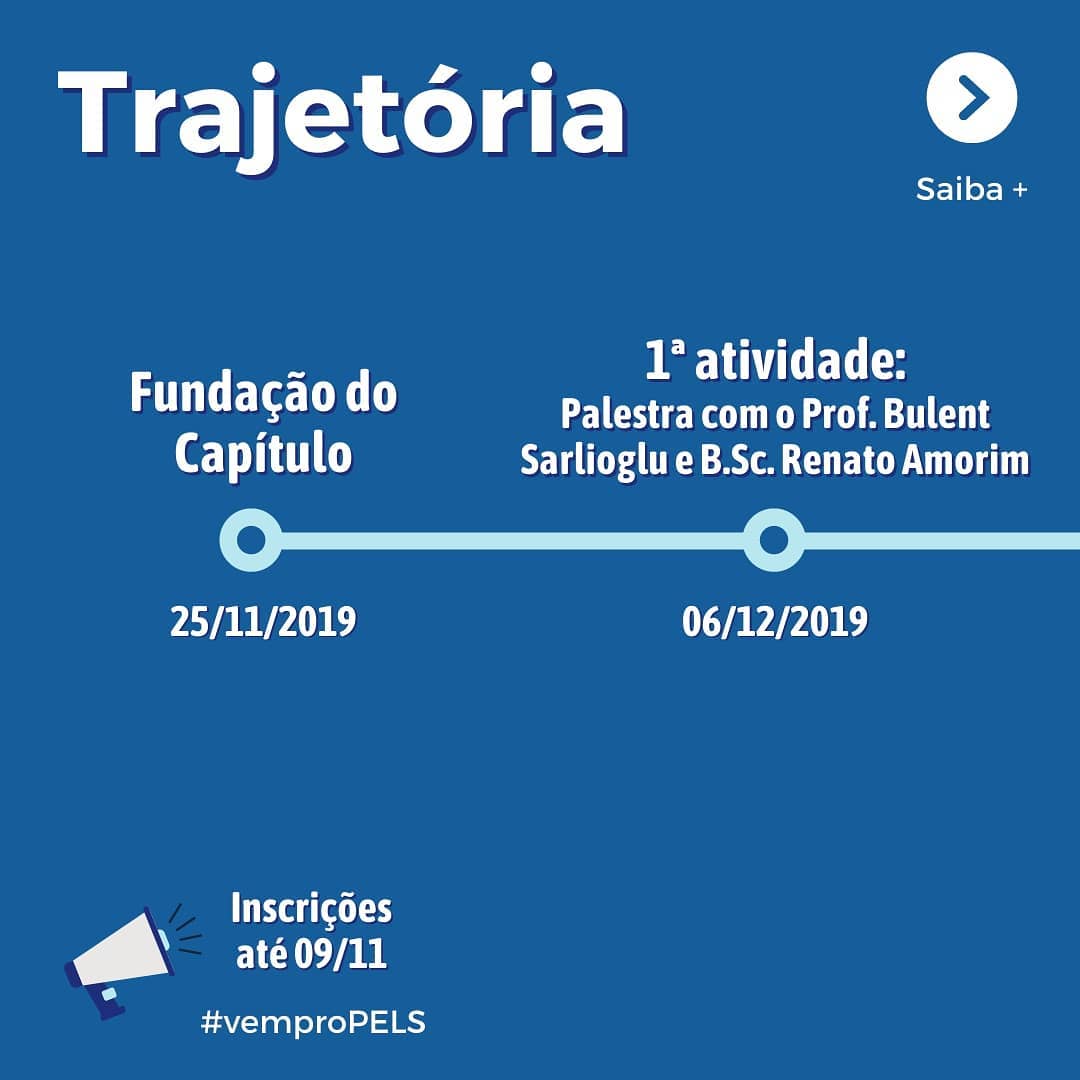 Trajetória
Saiba +
Fundação do
Capítulo
25/11/2019
1ª atividade:
Palestra com o Prof. Bulent
Sarlioglu e B.Sc. Renato Amorim
06/12/2019
Inscrições
até 09/11
#vemproPELS